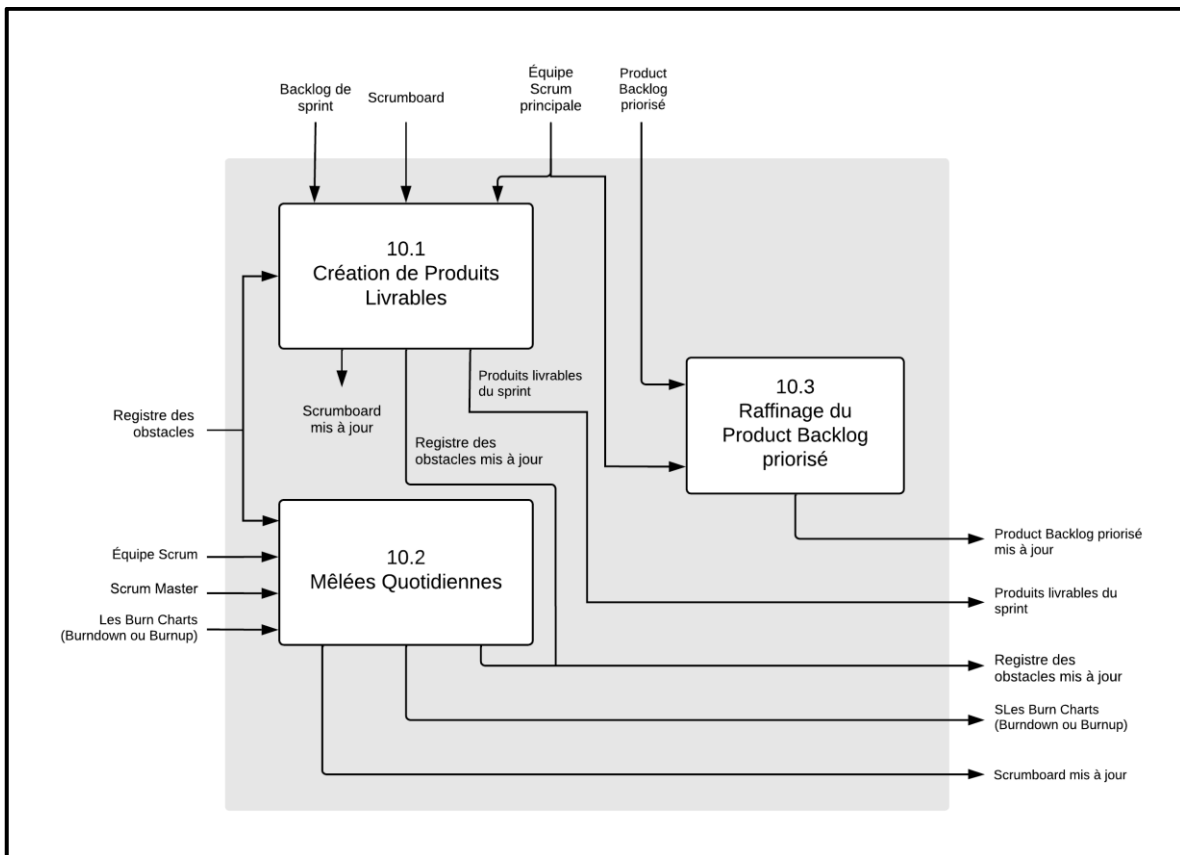 Backlog de
sprint
Scrumboard
Équipe
Scrum
principale
Product
Backlog
priorisé
10.1
Création de Produits
Livrables
Registre des
obstacles
Scrumboard
mis à jour
Produits livrables
du sprint
Registre des
obstacles mis à jour
10.3
Raffinage du
Product Backlog
priorisé
Équipe Scrum
Scrum Master
Les Burn Charts
(Burndown ou Burnup)
10.2
Mêlées Quotidiennes
Product Backlog priorisé
mis à jour
Produits livrables du
sprint
Registre des
obstacles mis à jour
SLes Burn Charts
(Burndown ou Burnup)
Scrumboard mis à jour